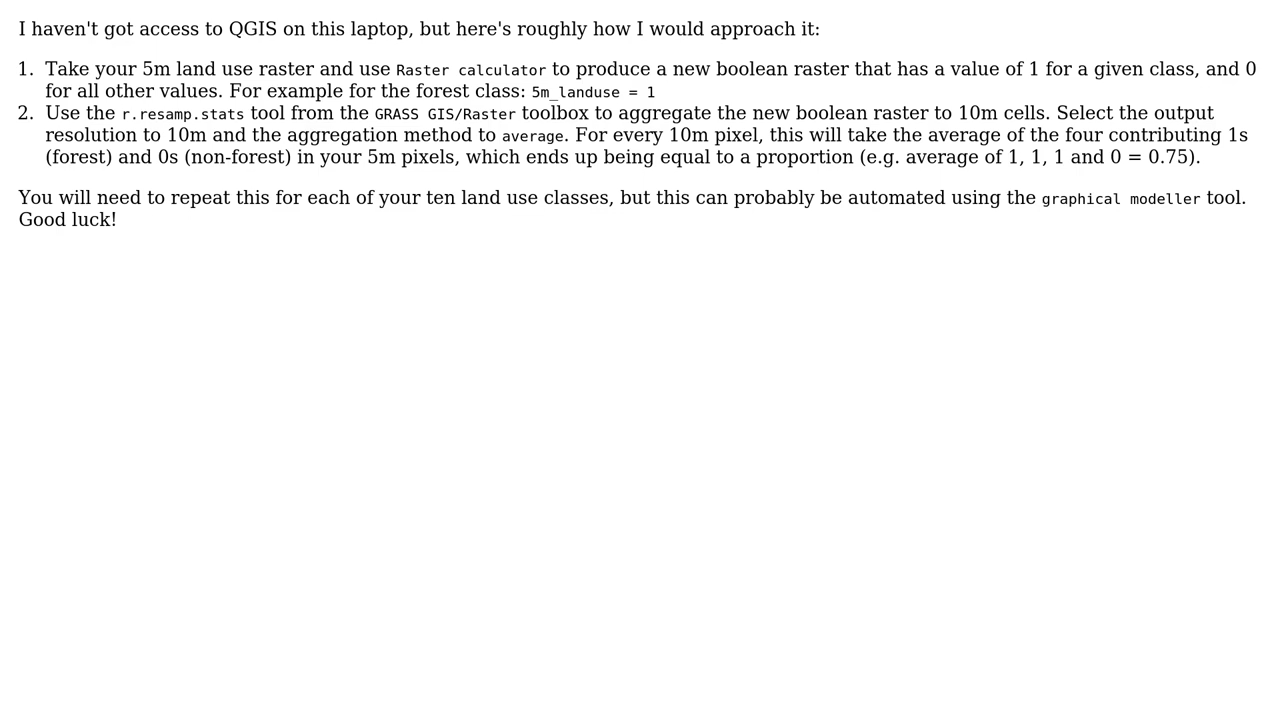 I haven't got access to QGIS on this laptop, but here's roughly how I would approach it:
1. Take your 5m land use raster and use Raster calculator to produce a new boolean raster that has a value of 1 for a given class, and 0
for all other values. For example for the forest class: 5m_landuse = 1
2. Use the r.resamp.stats tool from the GRASS GIS/Raster toolbox to aggregate the new boolean raster to 10m cells. Select the output
resolution to 10m and the aggregation method to average. For every 10m pixel, this will take the average of the four contributing 1s
(forest) and 0s (non-forest) in your 5m pixels, which ends up being equal to a proportion (e.g. average of 1, 1, 1 and 0 = 0.75).
You will need to repeat this for each of your ten land use classes, but this can probably be automated using the graphical modeller tool.
Good luck!